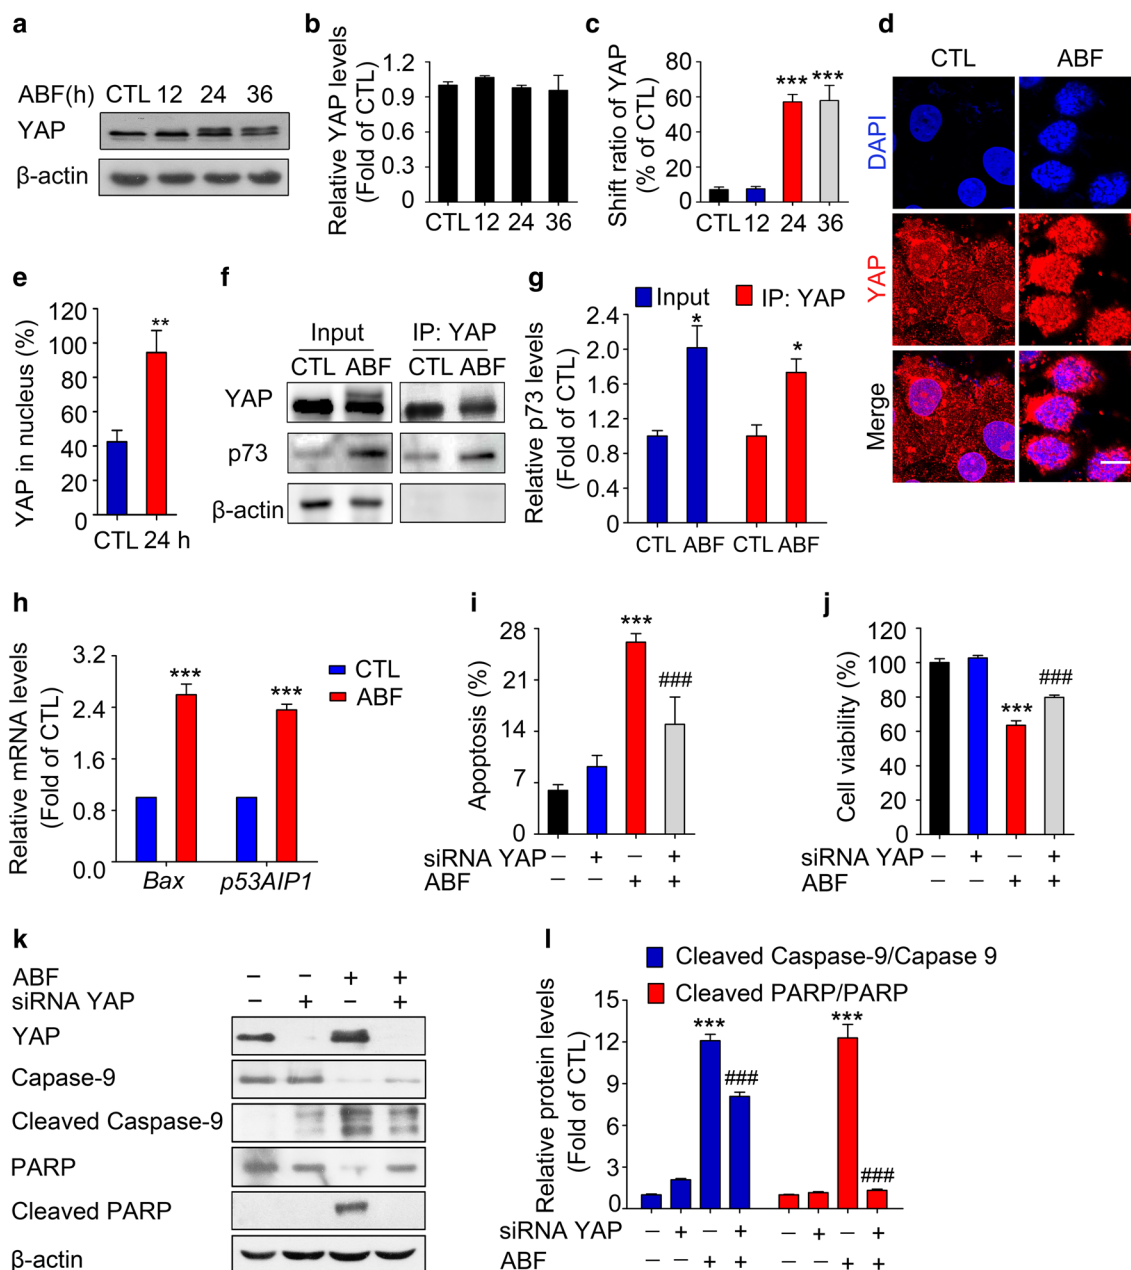 a
ABF(h) CTL 12 24 36
YAP
β-actin
b
Relative YAP levels
(Fold of CTL)
1.2
0.9
0.6
0.3
0
CTL 12 24 36
c
Shift ratio of YAP
(% of CTL)
80
60
40
20
0
*** ***
CTL 12 24 36
d
CTL ABF
DAPI
YAP
Merge
e
YAP in nucleus (%)
120
100
80
60
40
20
0
**
CTL 24 h
f
Input IP: YAP
CTL ABF CTL ABF
YAP
p73
β-actin
g
Input IP: YAP
Relative p73 levels
(Fold of CTL)
2.4
2.0
1.6
1.2
0.8
0.4
0
* *
CTL ABF CTL ABF
h
Relative mRNA levels
(Fold of CTL)
3.2
2.4
1.6
0.8
0.0
*** ***
CTL
ABF
Bax p53AIP1
i
Apoptosis (%)
28
21
14
7
0
***
###
siRNA YAP − + − +
ABF − − + +
j
Cell viability (%)
120
100
80
60
40
20
0
***
###
siRNA YAP − + − +
ABF − − + +
k
ABF − − + +
siRNA YAP − + − +
YAP
Capase-9
Cleaved Caspase-9
PARP
Cleaved PARP
β-actin
l
Cleaved Caspase-9/Capase 9
Cleaved PARP/PARP
Relative protein levels
(Fold of CTL)
15
12
9
6
3
0
*** ***
###
###
siRNA YAP − + − + − + − +
ABF − − + + − − + +